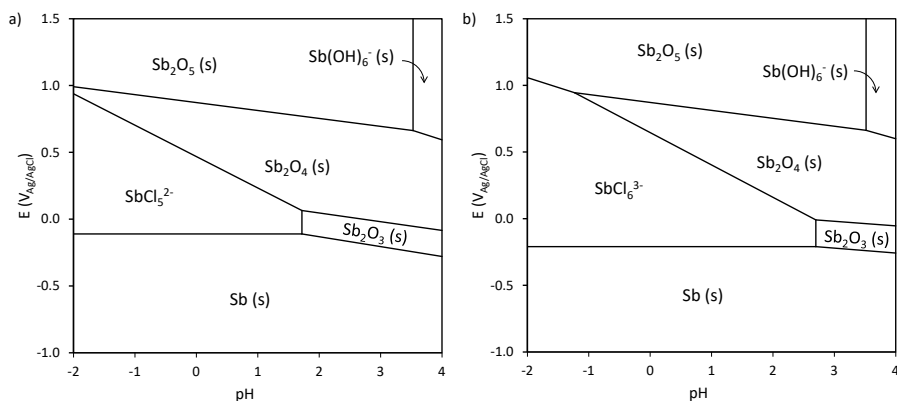 a)
1.5
1.0
0.5
0.0
-0.5
-1.0
E (V_Ag/AgCl)
Sb₂O₅ (s)
Sb(OH)₆⁻ (s)
Sb₂O₄ (s)
SbCl₅²⁻
Sb₂O₃ (s)
Sb (s)
-2 -1 0 1 2 3 4
pH
b)
1.5
1.0
0.5
0.0
-0.5
-1.0
E (V_Ag/AgCl)
Sb₂O₅ (s)
Sb(OH)₆⁻ (s)
Sb₂O₄ (s)
SbCl₆³⁻
Sb₂O₃ (s)
Sb (s)
-2 -1 0 1 2 3 4
pH